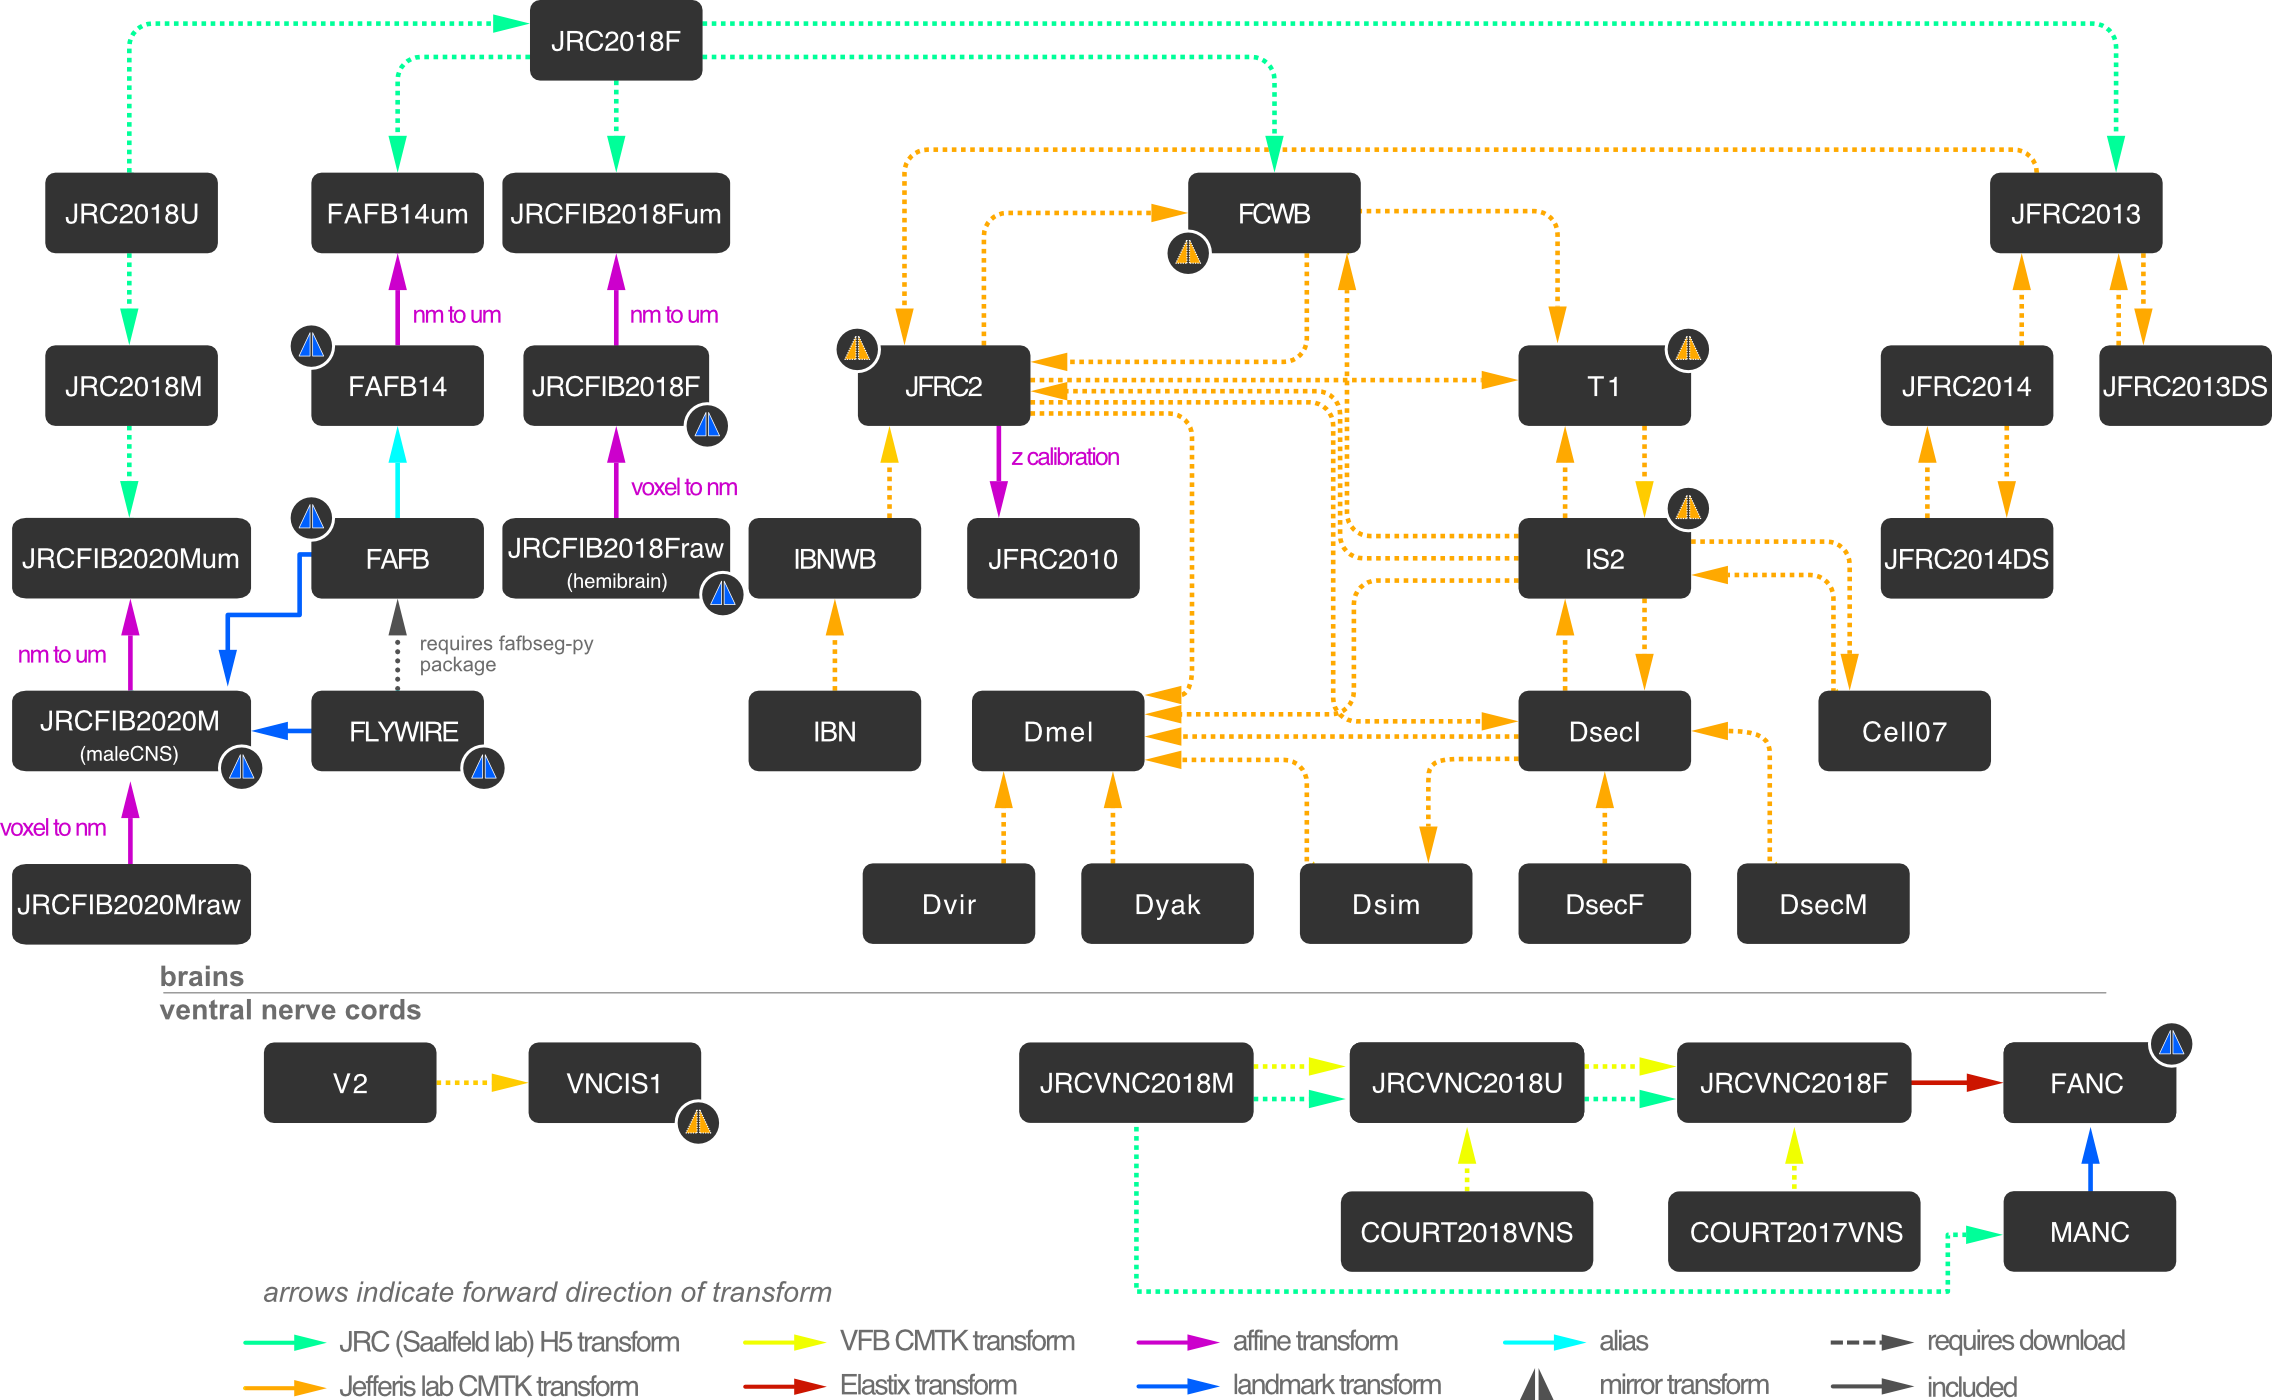 JRC2018F
JRC2018U
FAFB14um
JRCFIB2018Fum
FCWB
JFRC2013
nm to um
nm to um
JRC2018M
FAFB14
JRCFIB2018F
JFRC2
T1
JFRC2014
JFRC2013DS
z calibration
voxel to nm
JRCFIB2020Mum
FAFB
JRCFIB2018Fraw
(hemibrain)
IBNWB
JFRC2010
IS2
JFRC2014DS
nm to um
requires fafbseg-py
package
JRCFIB2020M
(maleCNS)
FLYWIRE
IBN
Dmel
DsecI
Cell07
voxel to nm
JRCFIB2020Mraw
Dvir
Dyak
Dsim
DsecF
DsecM
brains
ventral nerve cords
V2
VNCIS1
JRCVNC2018M
JRCVNC2018U
JRCVNC2018F
FANC
COURT2018VNS
COURT2017VNS
MANC
arrows indicate forward direction of transform
JRC (Saalfeld lab) H5 transform
VFB CMTK transform
affine transform
alias
requires download
Jefferis lab CMTK transform
Elastix transform
landmark transform
mirror transform
included